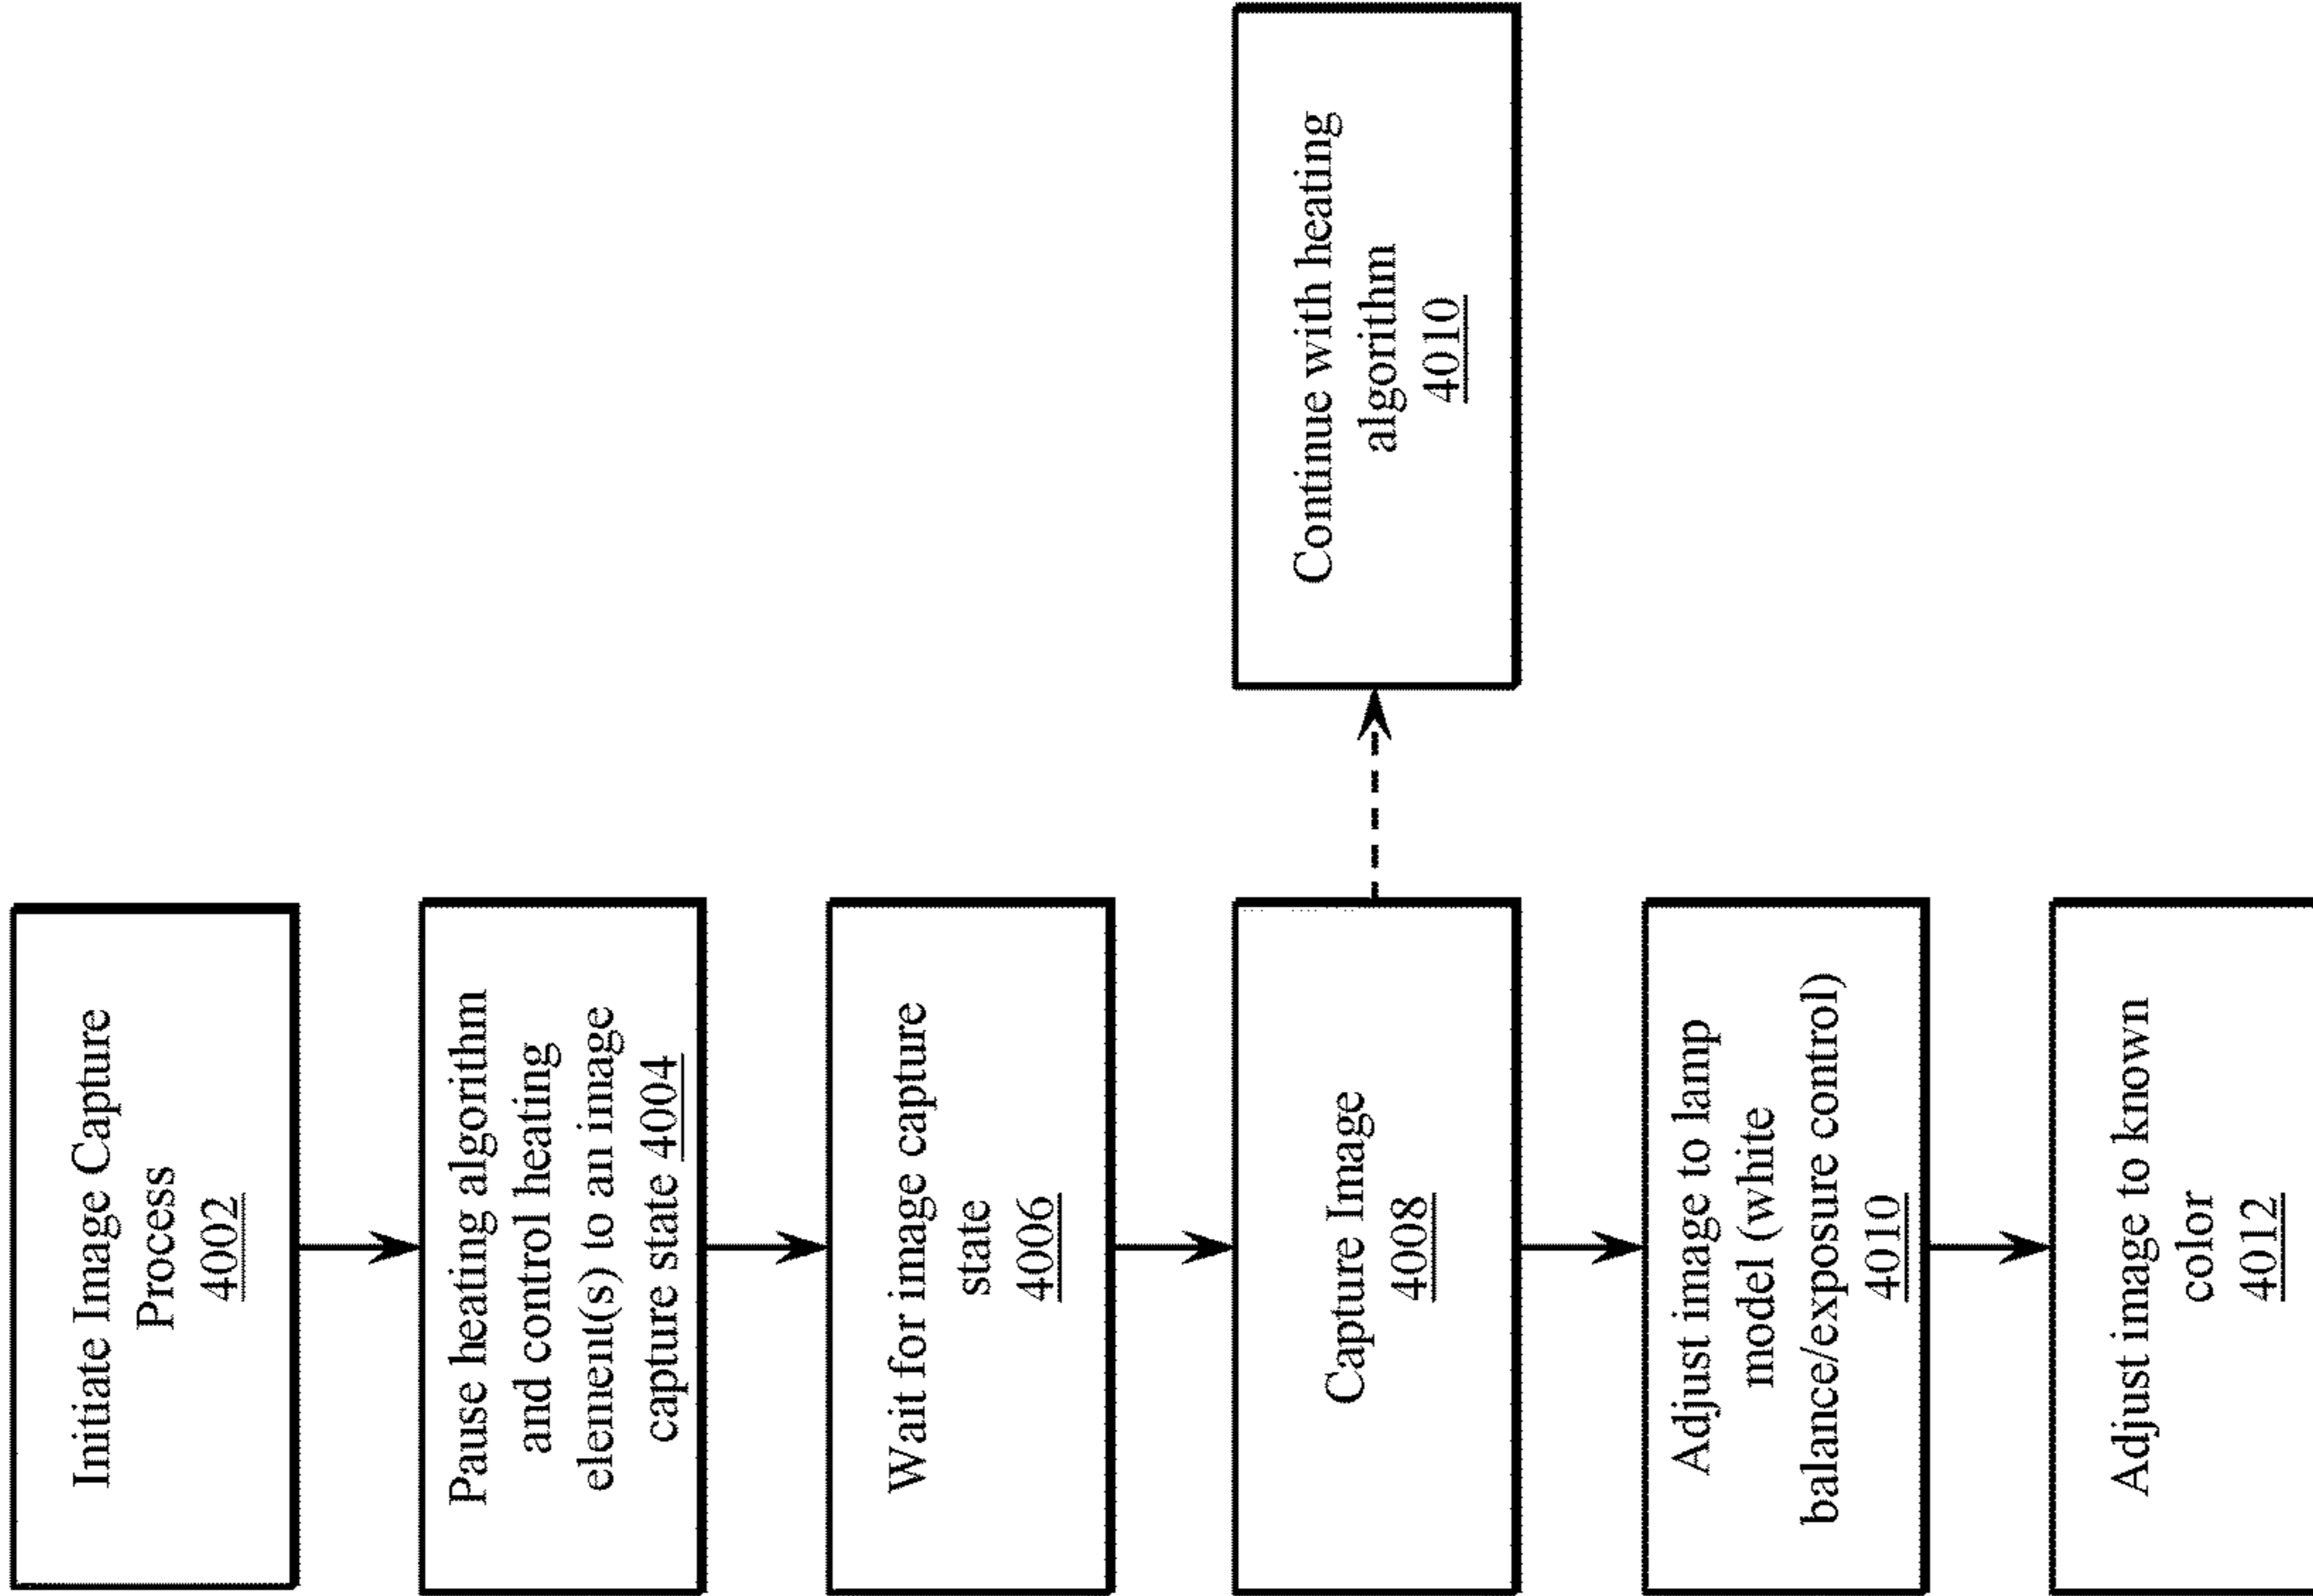 Initiate Image Capture
Process
4002
Pause heating algorithm
and control heating
element(s) to an image
capture state 4004
Wait for image capture
state
4006
Capture Image
4008
Continue with heating
algorithm
4010
Adjust image to lamp
model (white
balance/exposure control)
4010
Adjust image to known
color
4012